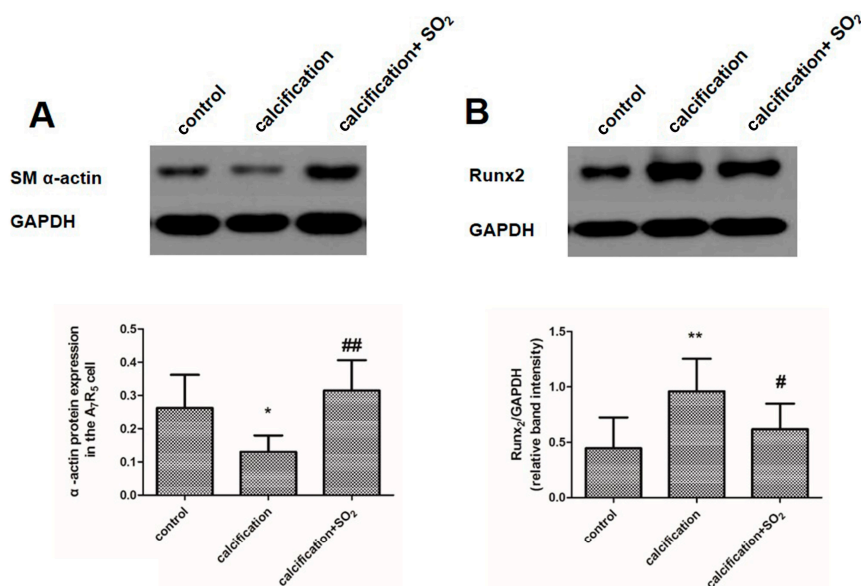 A
control
calcification
calcification+ SO₂
SM α-actin
GAPDH
α -actin protein expression
in the A₇R₅ cell
0.5
0.4
0.3
0.2
0.1
0.0
*
##
control
calcification
calcification+SO₂
B
control
calcification
calcification+ SO₂
Runx2
GAPDH
Runx₂/GAPDH
(relative band intensity)
1.5
1.0
0.5
0.0
**
#
control
calcification
calcification+SO₂